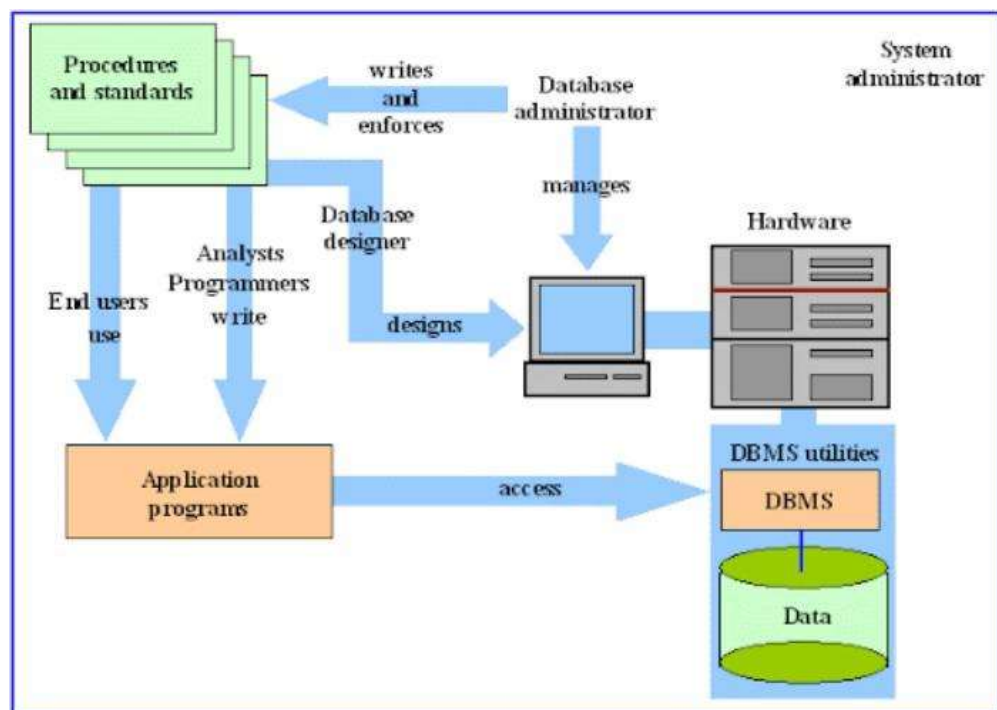 Procedures
and standards
writes
and
enforces
Database
administrator
System
administrator
manages
Database
designer
Hardware
Analysts
Programmers
write
End users
use
designs
DBMS utilities
Application
programs
access
DBMS
Data